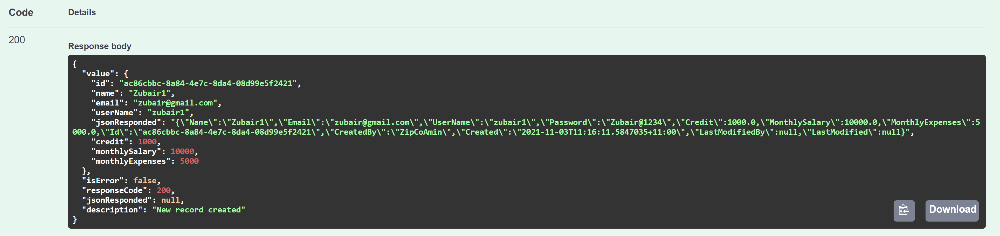 Code Details
200
Response body
{
  "value": {
    "id": "ac86cbbc-8a84-4e7c-8da4-08d99e5f2421",
    "name": "Zubair1",
    "email": "zubair@gmail.com",
    "userName": "zubair1",
    "jsonResponded": "{\"Name\":\"Zubair1\",\"Email\":\"zubair@gmail.com\",\"UserName\":\"zubair1\",\"Password\":\"Zubair@1234\",\"Credit\":1000.0,\"MonthlySalary\":10000.0,\"MonthlyExpenses\":5
000.0,\"Id\":\"ac86cbbc-8a84-4e7c-8da4-08d99e5f2421\",\"CreatedBy\":\"ZipCoAmin\",\"Created\":\"2021-11-03T11:16:11.5847035+11:00\",\"LastModifiedBy\":null,\"LastModified\":null}",
    "credit": 1000,
    "monthlySalary": 10000,
    "monthlyExpenses": 5000
  },
  "isError": false,
  "responseCode": 200,
  "jsonResponded": null,
  "description": "New record created"
}
Download